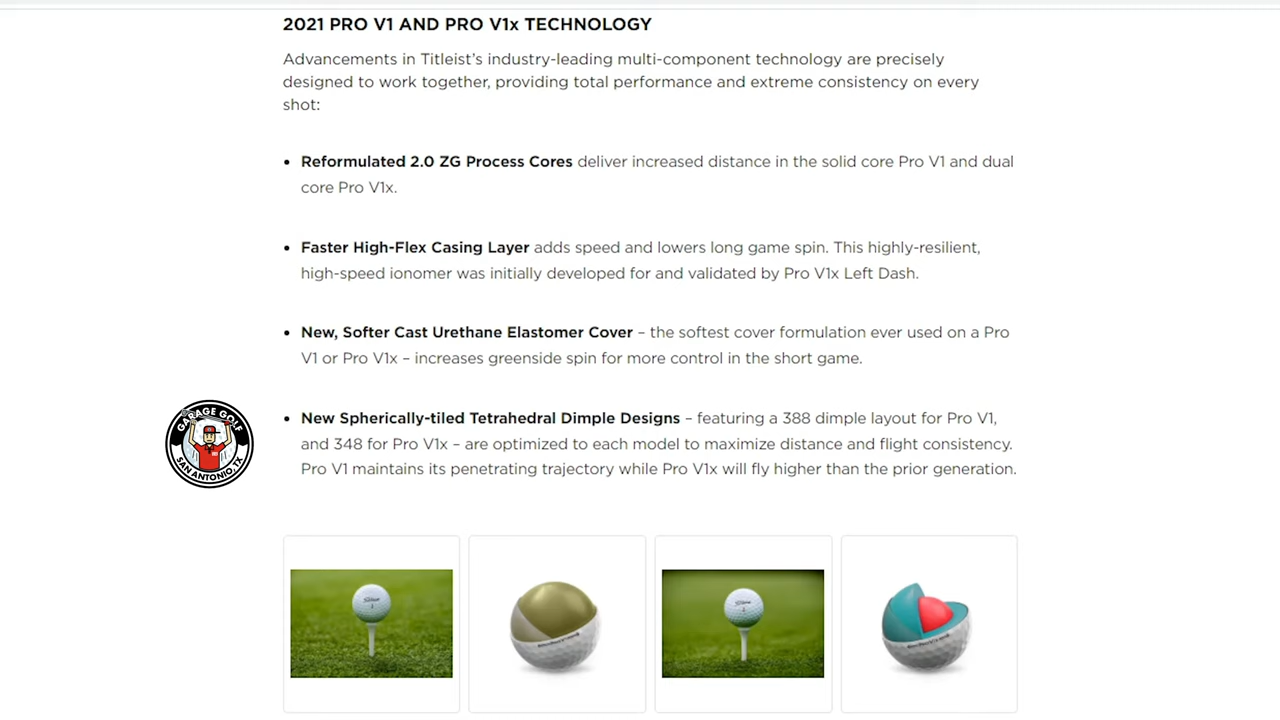 2021 PRO V1 AND PRO V1x TECHNOLOGY
Advancements in Titleist’s industry-leading multi-component technology are precisely
designed to work together, providing total performance and extreme consistency on every
shot:
• Reformulated 2.0 ZG Process Cores deliver increased distance in the solid core Pro V1 and dual
core Pro V1x.
• Faster High-Flex Casing Layer adds speed and lowers long game spin. This highly-resilient,
high-speed ionomer was initially developed for and validated by Pro V1x Left Dash.
• New, Softer Cast Urethane Elastomer Cover – the softest cover formulation ever used on a Pro
V1 or Pro V1x – increases greenside spin for more control in the short game.
• New Spherically-tiled Tetrahedral Dimple Designs – featuring a 388 dimple layout for Pro V1,
and 348 for Pro V1x – are optimized to each model to maximize distance and flight consistency.
Pro V1 maintains its penetrating trajectory while Pro V1x will fly higher than the prior generation.
GARAGE GOLF
SAN ANTONIO, TX
Titleist
Titleist